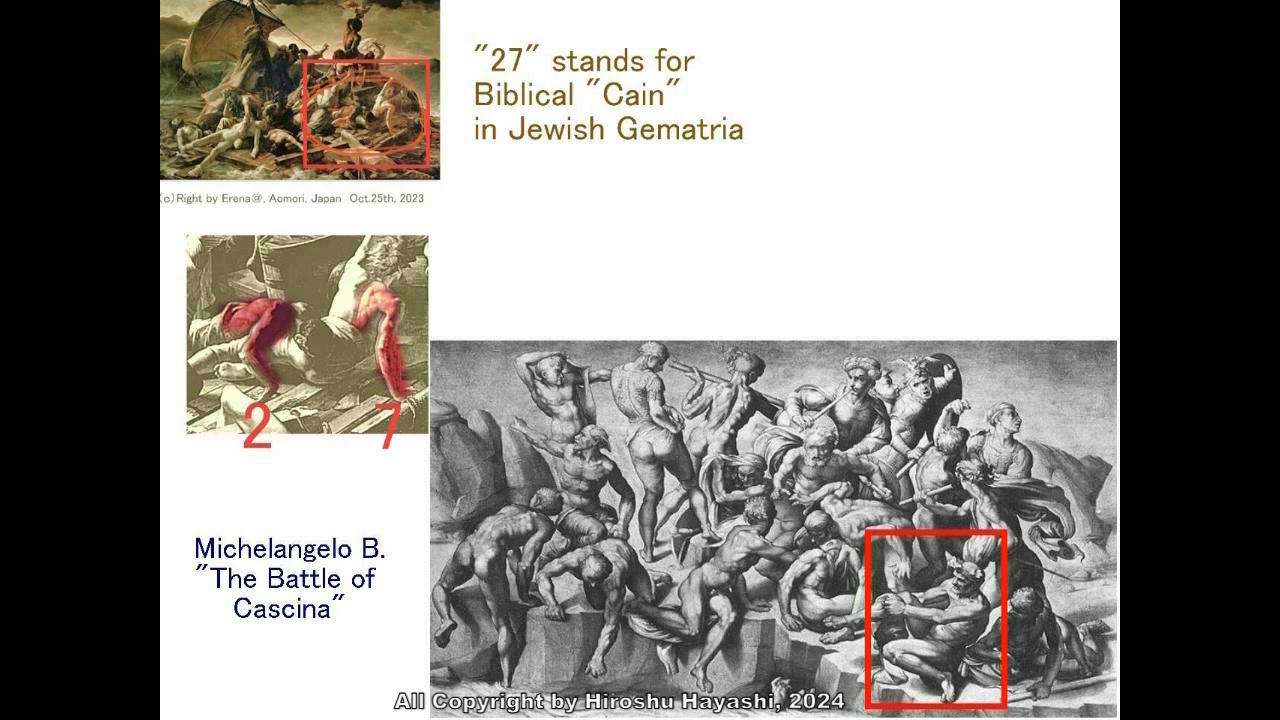 "27" stands for
Biblical "Cain"
in Jewish Gematria
(c)Right by Erena@, Aomori, Japan Oct.25th, 2023
2 7
Michelangelo B.
"The Battle of
Cascina"
All Copyright by Hiroshu Hayashi, 2024